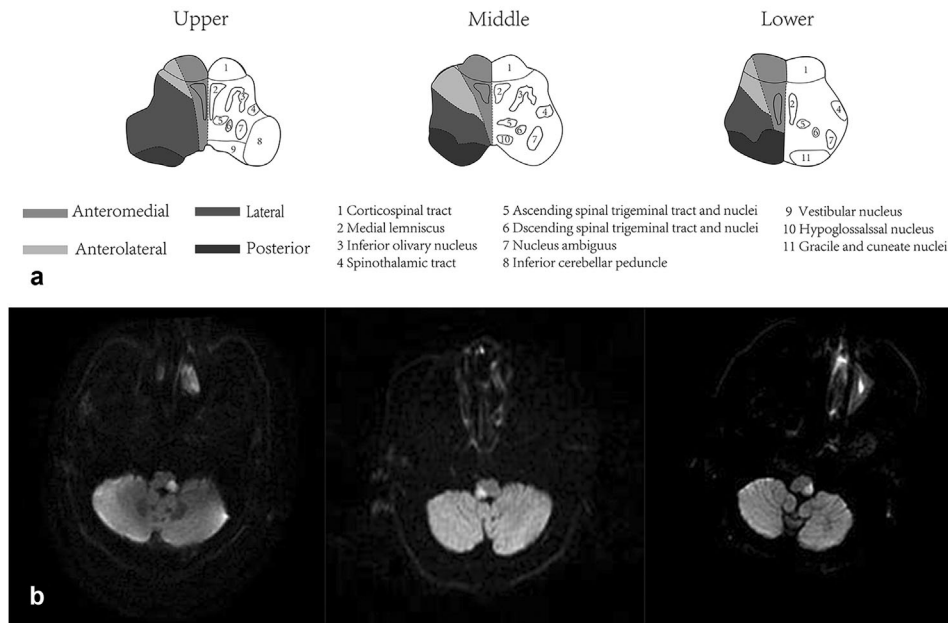 a
Upper Middle Lower
1 1 1
2 2 3 2
3 4 4 4
5 6 7 5 6 7 5 6 7
8 9 10 11
Anteromedial Lateral
Anterolateral Posterior
1 Corticospinal tract
2 Medial lemniscus
3 Inferior olivary nucleus
4 Spinothalamic tract
5 Ascending spinal trigeminal tract and nuclei
6 Dscending spinal trigeminal tract and nuclei
7 Nucleus ambiguus
8 Inferior cerebellar peduncle
9 Vestibular nucleus
10 Hypoglossalssal nucleus
11 Gracile and cuneate nuclei
a
b